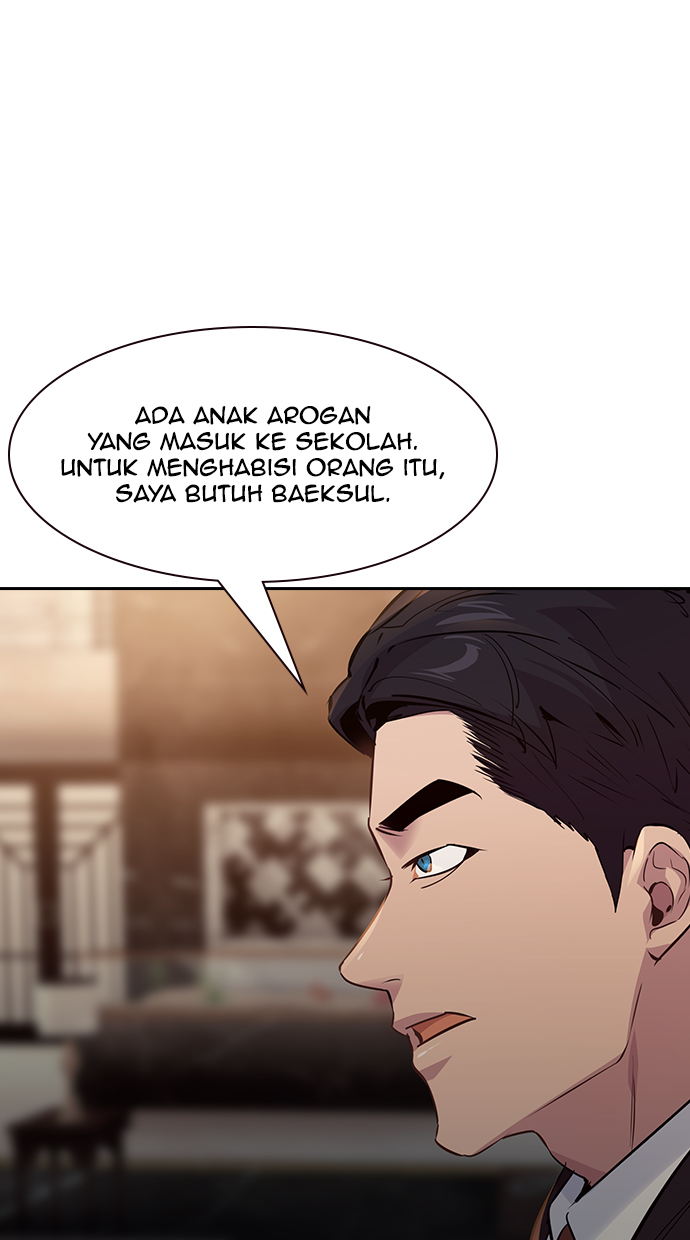 ADA ANAK AROGAN
YANG MASUK KE SEKOLAH.
UNTUK MENGHABISI ORANG ITU,
SAYA BUTUH BAEKSUL.